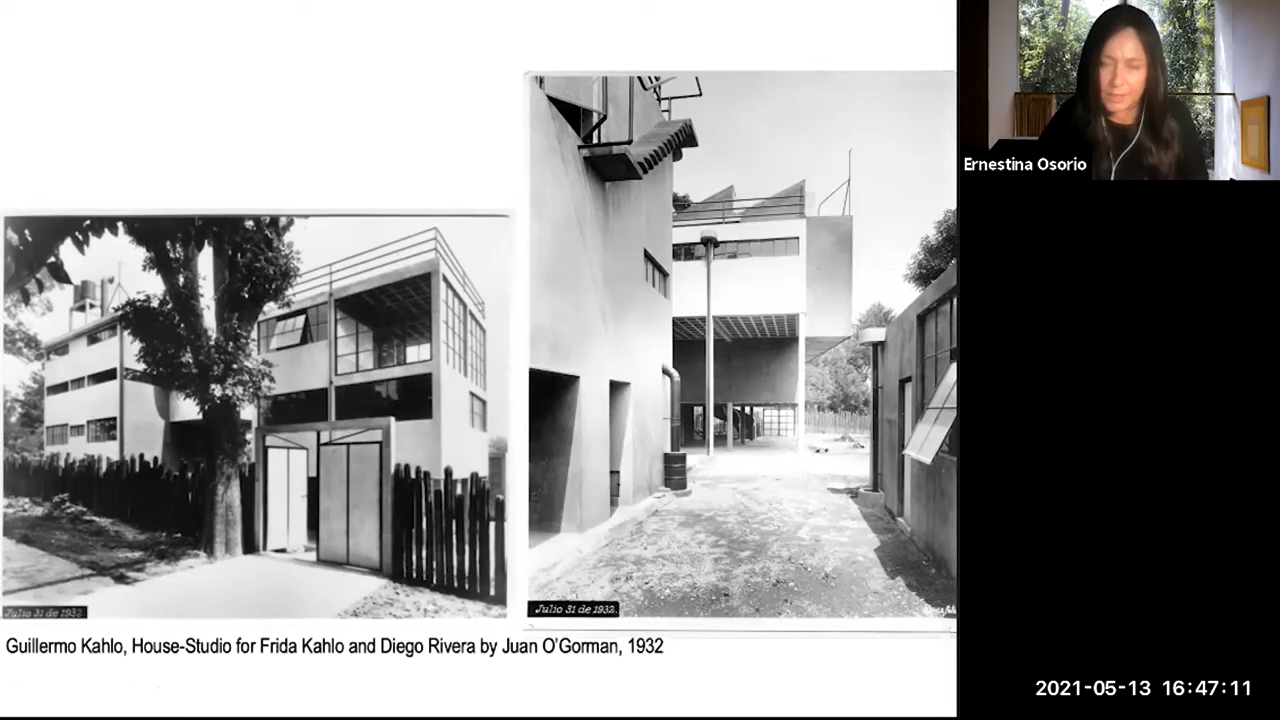 Ernestina Osorio
Julio 31 de 1932
Julio 31 de 1932.
Guillermo Kahlo, House-Studio for Frida Kahlo and Diego Rivera by Juan O'Gorman, 1932
2021-05-13 16:47:11